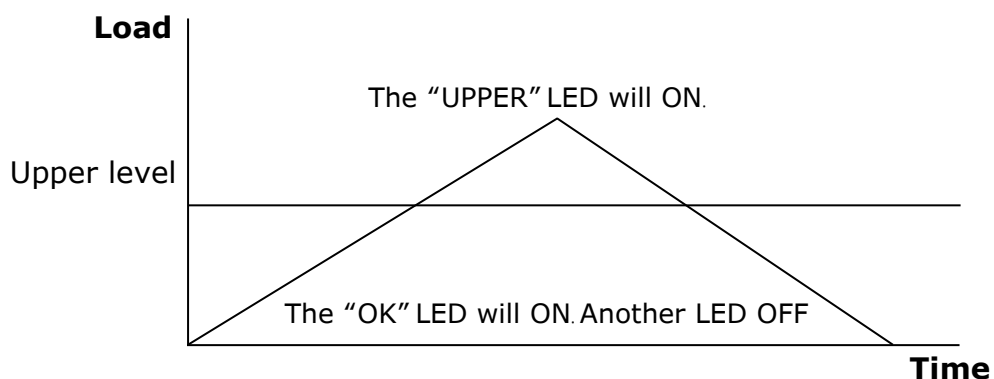 Load
The “UPPER” LED will ON.
Upper level
The “OK” LED will ON. Another LED OFF
Time